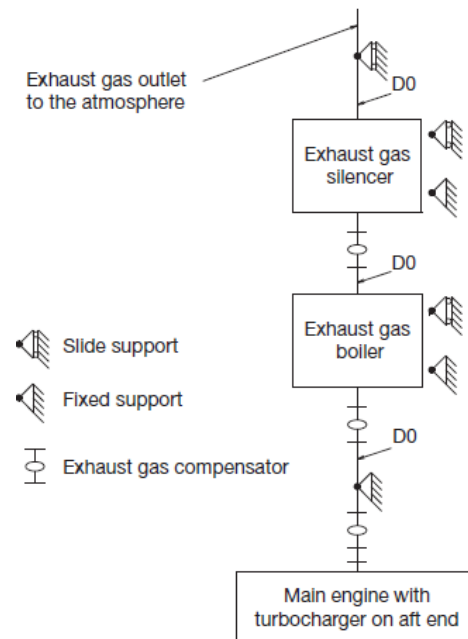 Exhaust gas outlet
to the atmosphere
D0
Exhaust gas
silencer
D0
Exhaust gas
boiler
Slide support
Fixed support
D0
Exhaust gas compensator
Main engine with
turbocharger on aft end